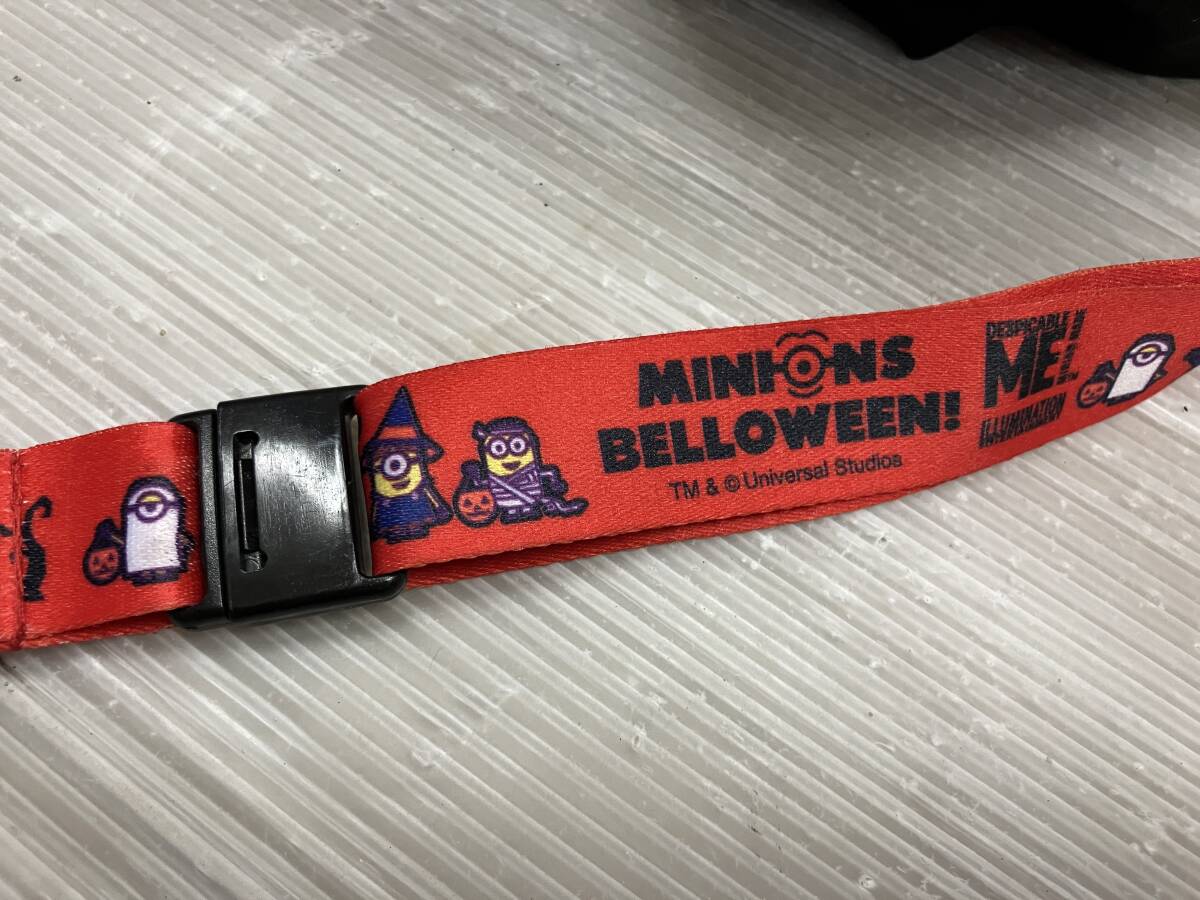 MINIONS
BELLOWEEN!
TM & © Universal Studios
DESPICABLE
ME!
ILLUMINATION